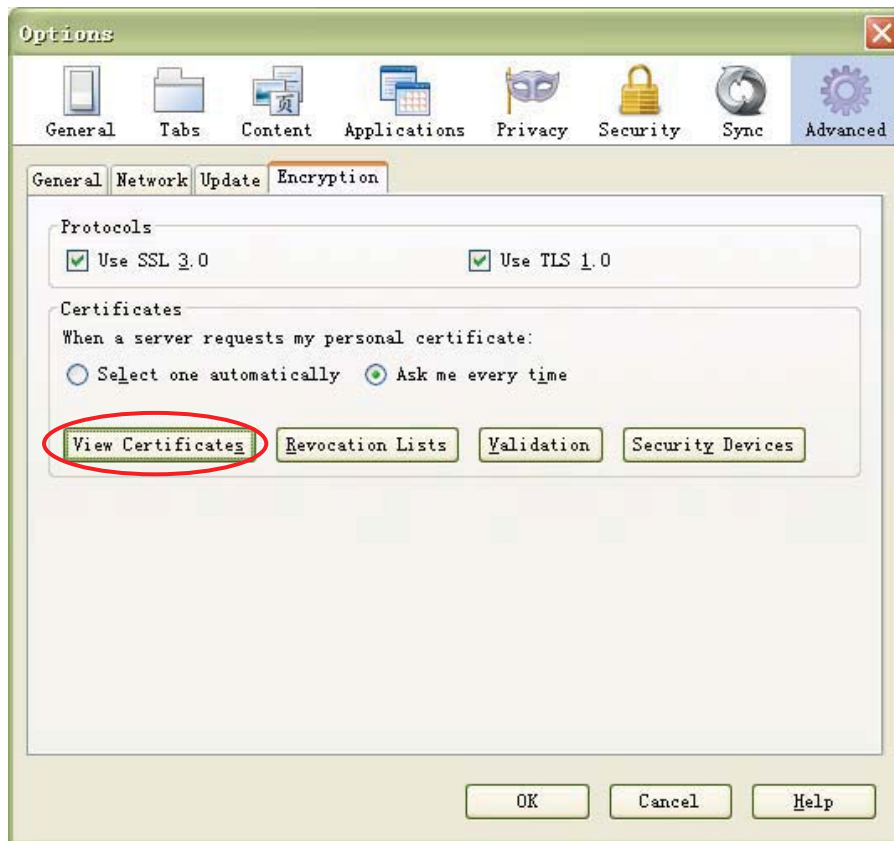 Options
General Tabs Content Applications Privacy Security Sync Advanced
页
General Network Update Encryption
Protocols
Use SSL 3.0 Use TLS 1.0
Certificates
When a server requests my personal certificate:
Select one automatically Ask me every time
View Certificates Revocation Lists Validation Security Devices
OK Cancel Help